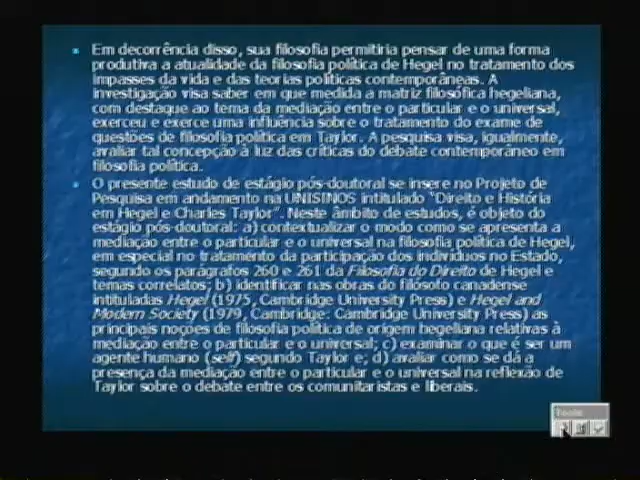 Em decorrência disso, sua filosofia permitiria pensar de uma forma
produtiva a atualidade da filosofia política de Hegel no tratamento dos
impasses da vida e das teorias políticas contemporâneas. A
investigação visa saber em que medida a matriz filosófica hegeliana,
com destaque ao tema da mediação entre o particular e o universal,
exerceu e exerce uma influência sobre o tratamento do exame de
questões de filosofia política em Taylor. A pesquisa visa, igualmente,
avaliar tal concepção à luz das críticas do debate contemporâneo em
filosofia política.
O presente estudo de estágio pós-doutoral se insere no Projeto de
Pesquisa em andamento na UNISINOS intitulado "Direito e História
em Hegel e Charles Taylor". Neste âmbito de estudos, é objeto do
estágio pós-doutoral: a) contextualizar o modo como se apresenta a
mediação entre o particular e o universal na filosofia política de Hegel,
em especial no tratamento da participação dos indivíduos no Estado,
segundo os parágrafos 260 e 261 da Filosofia do Direito de Hegel e
temas correlatos; b) identificar nas obras do filósofo canadense
intituladas Hegel (1975, Cambridge University Press) e Hegel and
Modern Society (1979, Cambridge: Cambridge University Press) as
principais noções de filosofia política de origem hegeliana relativas à
mediação entre o particular e o universal; c) examinar o que é ser um
agente humano (self) segundo Taylor e; d) avaliar como se dá a
presença da mediação entre o particular e o universal na reflexão de
Taylor sobre o debate entre os comunitaristas e liberais.